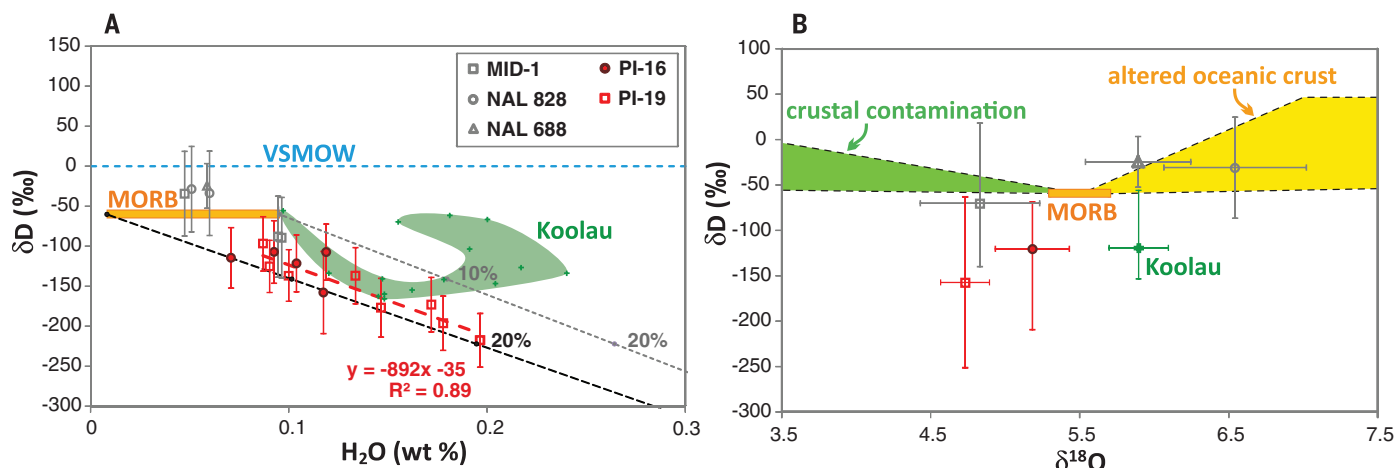 A
δD (‰)
150
100
50
0
-50
-100
-150
-200
-250
-300
MID-1
NAL 828
NAL 688
PI-16
PI-19
VSMOW
MORB
Koolau
10%
20%
20%
y = -892x -35
R² = 0.89
0
0.1
0.2
0.3
H₂O (wt %)
B
δD (‰)
100
50
0
-50
-100
-150
-200
-250
-300
altered oceanic crust
crustal contamination
MORB
Koolau
3.5
4.5
5.5
6.5
7.5
δ¹⁸O